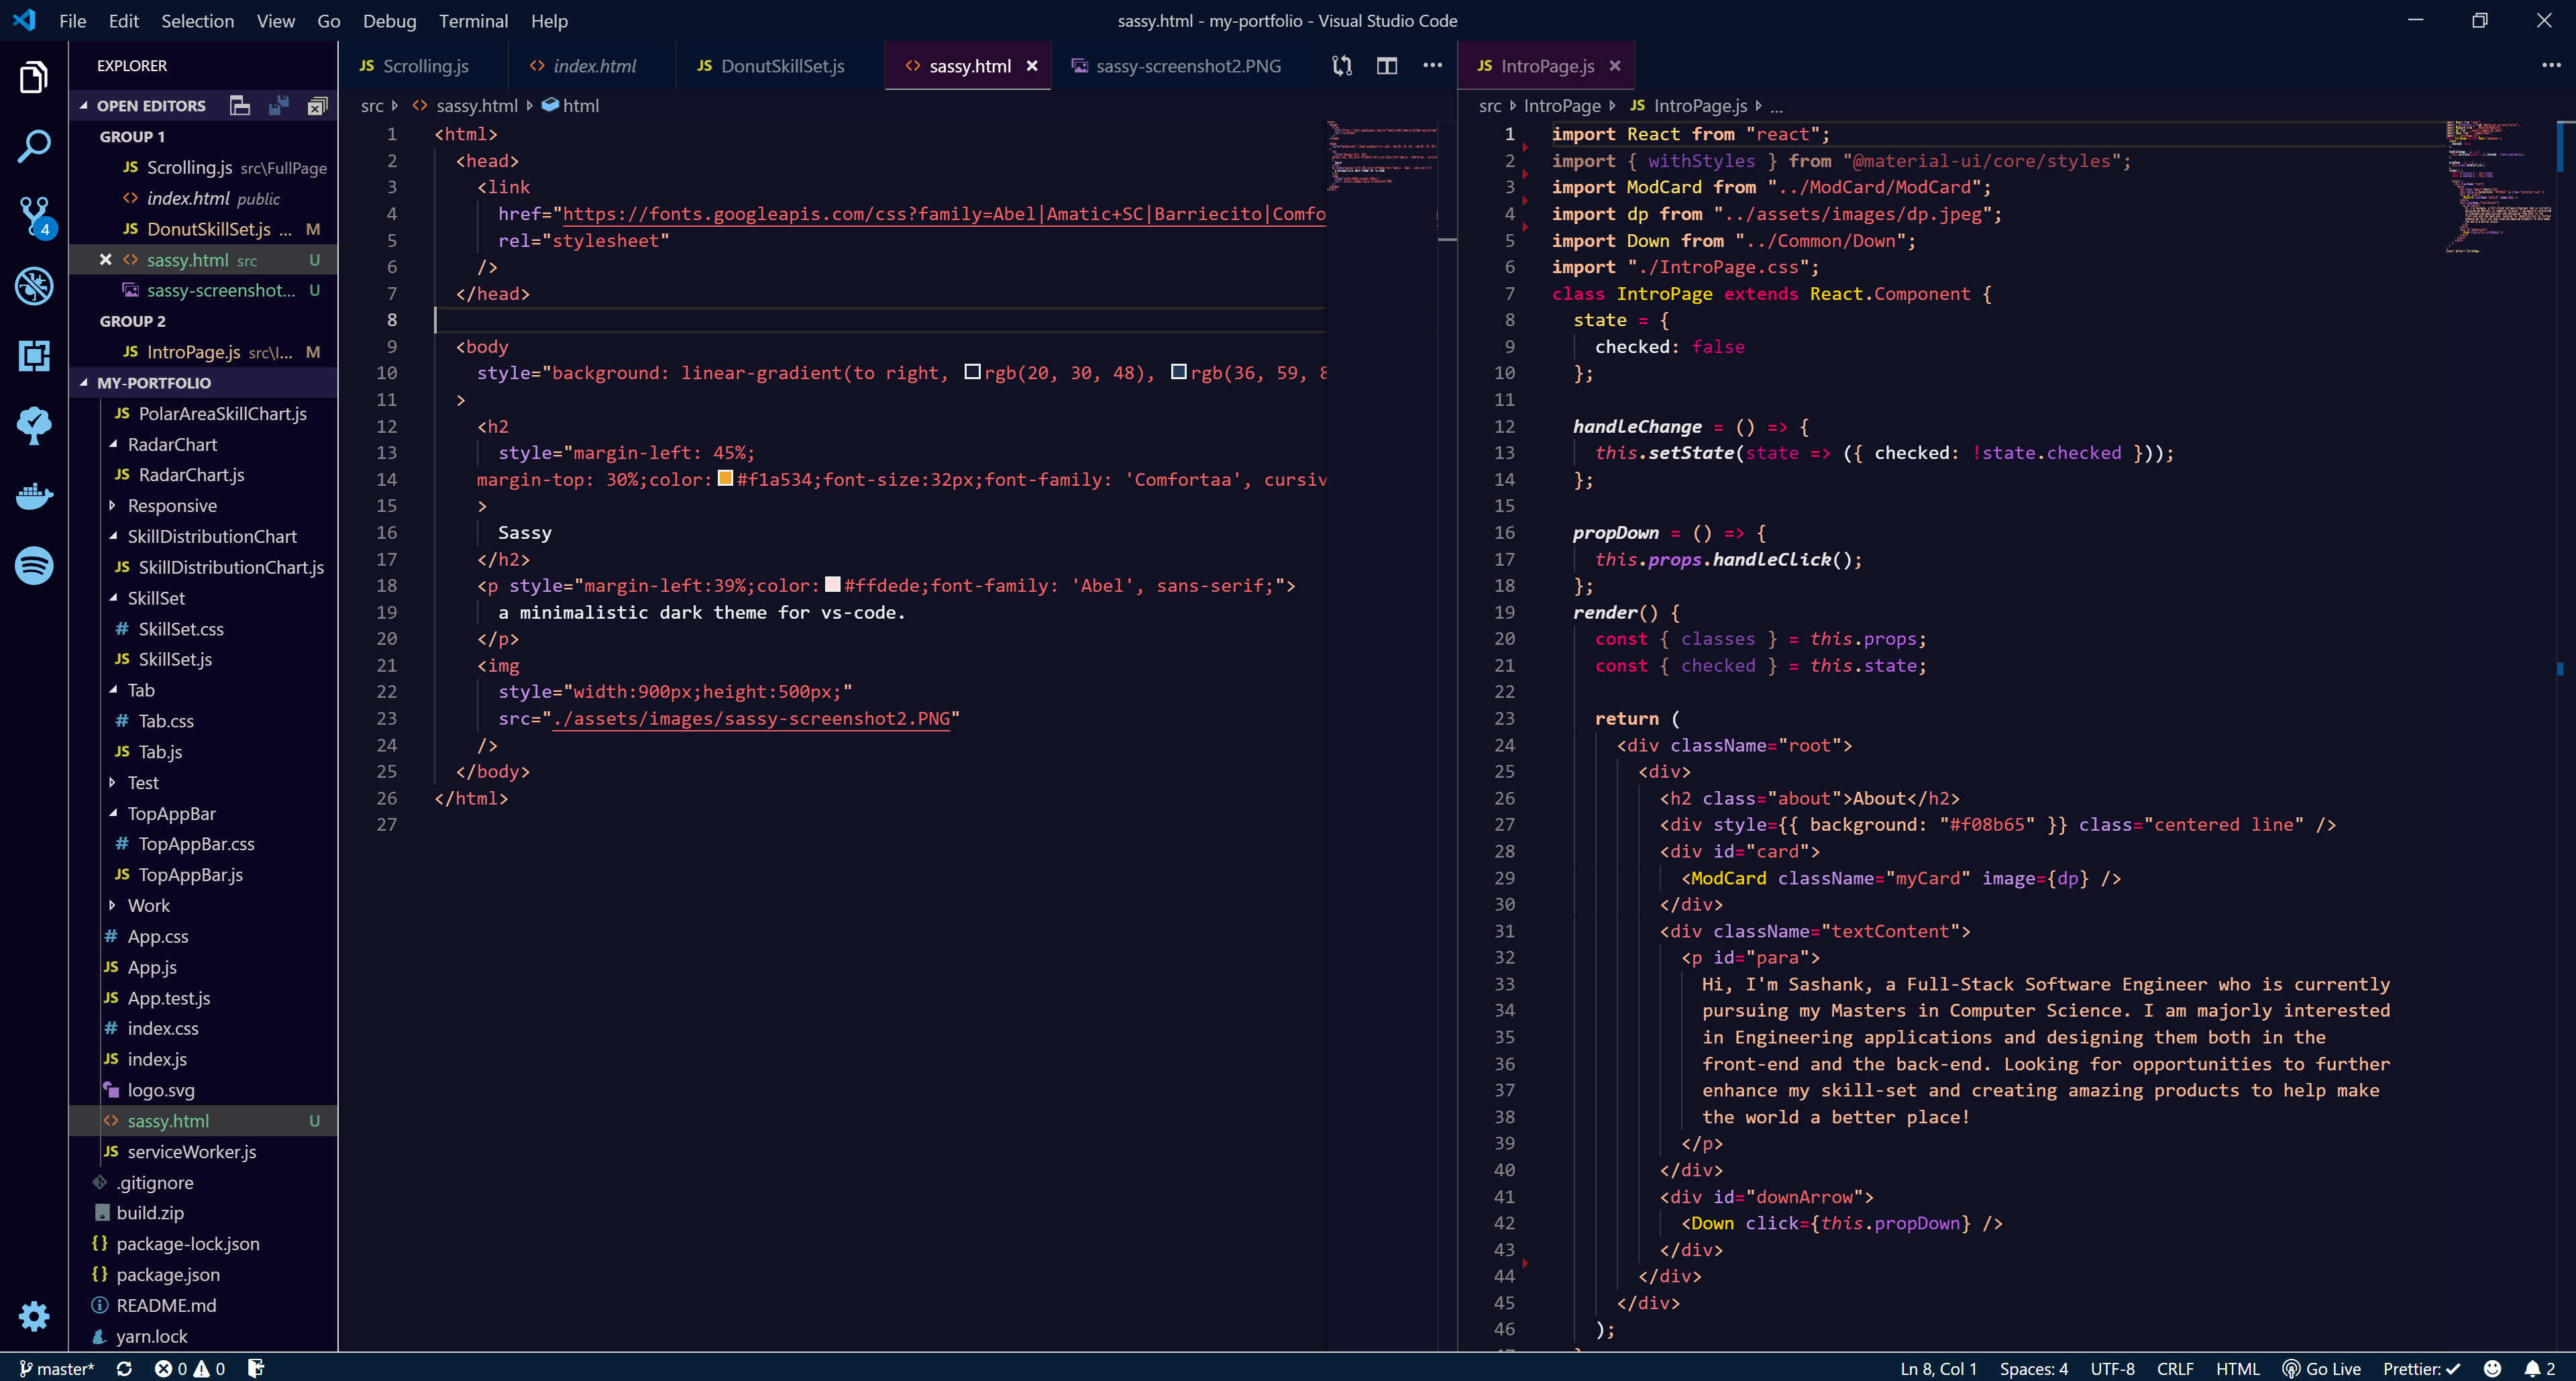 File Edit Selection View Go Debug Terminal Help
sassy.html - my-portfolio - Visual Studio Code
EXPLORER
OPEN EDITORS
GROUP 1
JS Scrolling.js src\FullPage
<> index.html public
JS DonutSkillSet.js ... M
<> sassy.html src U
sassy-screenshot... U
GROUP 2
JS IntroPage.js src\I... M
4
MY-PORTFOLIO
JS PolarAreaSkillChart.js
RadarChart
JS RadarChart.js
Responsive
SkillDistributionChart
JS SkillDistributionChart.js
SkillSet
# SkillSet.css
JS SkillSet.js
Tab
# Tab.css
JS Tab.js
Test
TopAppBar
# TopAppBar.css
JS TopAppBar.js
Work
# App.css
JS App.js
JS App.test.js
# index.css
JS index.js
logo.svg
<> sassy.html U
JS serviceWorker.js
.gitignore
build.zip
{} package-lock.json
{} package.json
README.md
yarn.lock
JS Scrolling.js <> index.html JS DonutSkillSet.js <> sassy.html × sassy-screenshot2.PNG ...
src <> sassy.html html
1 <html>
2 <head>
3 <link
4 href="https://fonts.googleapis.com/css?family=Abel|Amatic+SC|Barriecito|Comfo
5 rel="stylesheet"
6 />
7 </head>
8
9 <body
10 style="background: linear-gradient(to right, rgb(20, 30, 48), rgb(36, 59, 8
11 >
12 <h2
13 style="margin-left: 45%;
14 margin-top: 30%;color:#f1a534;font-size:32px;font-family: 'Comfortaa', cursiv
15 >
16 Sassy
17 </h2>
18 <p style="margin-left:39%;color:#ffdede;font-family: 'Abel', sans-serif;">
19 a minimalistic dark theme for vs-code.
20 </p>
21 <img
22 style="width:900px;height:500px;"
23 src="./assets/images/sassy-screenshot2.PNG"
24 />
25 </body>
26 </html>
27
JS IntroPage.js × ...
src IntroPage JS IntroPage.js ...
1 import React from "react";
2 import { withStyles } from "@material-ui/core/styles";
3 import ModCard from "../ModCard/ModCard";
4 import dp from "../assets/images/dp.jpeg";
5 import Down from "../Common/Down";
6 import "./IntroPage.css";
7 class IntroPage extends React.Component {
8 state = {
9 checked: false
10 };
11
12 handleChange = () => {
13 this.setState(state => ({ checked: !state.checked }));
14 };
15
16 propDown = () => {
17 this.props.handleClick();
18 };
19 render() {
20 const { classes } = this.props;
21 const { checked } = this.state;
22
23 return (
24 <div className="root">
25 <div>
26 <h2 class="about">About</h2>
27 <div style={{ background: "#f08b65" }} class="centered line" />
28 <div id="card">
29 <ModCard className="myCard" image={dp} />
30 </div>
31 <div className="textContent">
32 <p id="para">
33 Hi, I'm Sashank, a Full-Stack Software Engineer who is currently
34 pursuing my Masters in Computer Science. I am majorly interested
35 in Engineering applications and designing them both in the
36 front-end and the back-end. Looking for opportunities to further
37 enhance my skill-set and creating amazing products to help make
38 the world a better place!
39 </p>
40 </div>
41 <div id="downArrow">
42 <Down click={this.propDown} />
43 </div>
44 </div>
45 </div>
46 );
master* 0 0
Ln 8, Col 1 Spaces: 4 UTF-8 CRLF HTML Go Live Prettier: ✓ 2